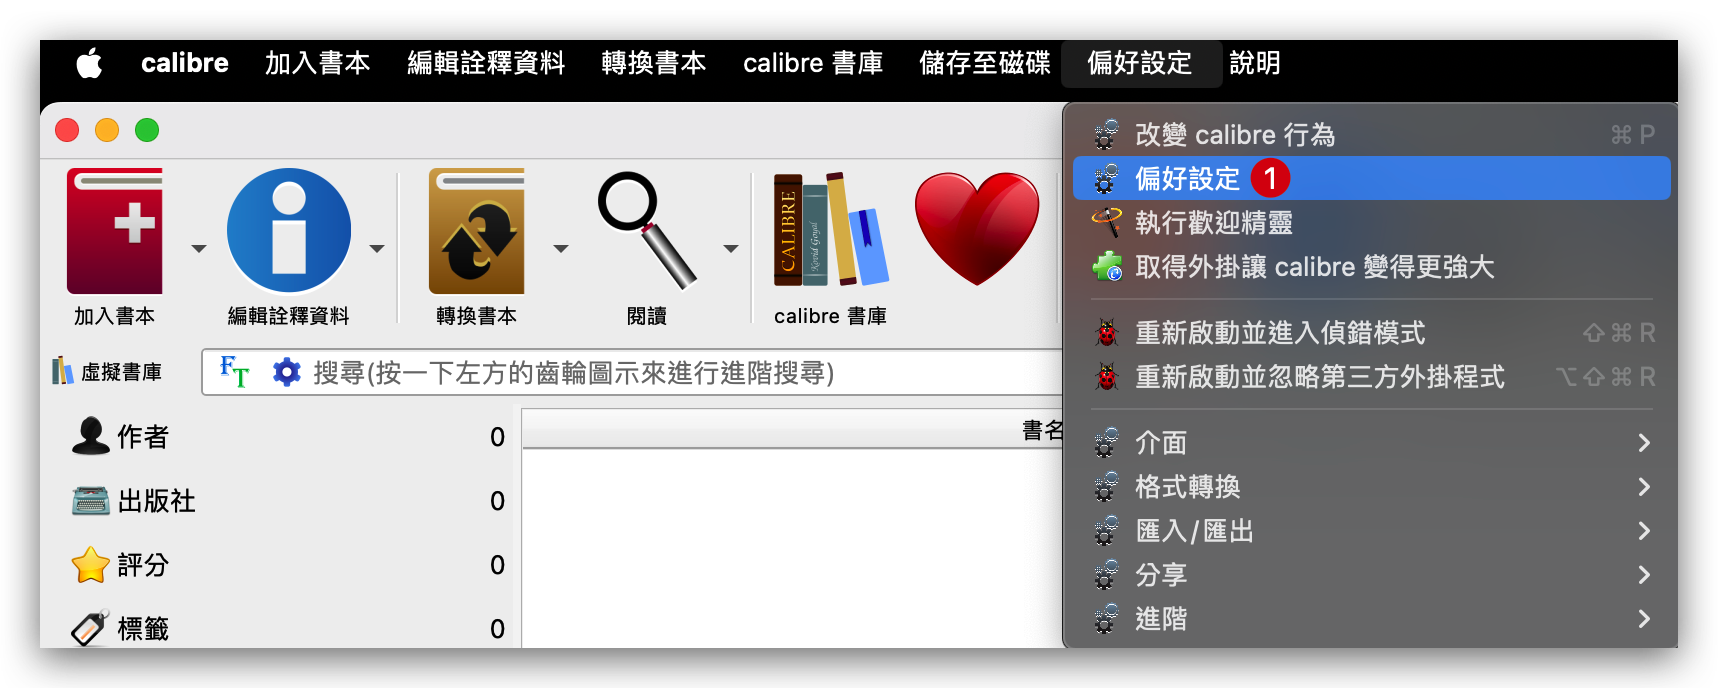 calibre 加入書本 編輯詮釋資料 轉換書本 calibre 書庫 儲存至磁碟 偏好設定 說明
改變 calibre 行為 ⌘ P
偏好設定 1
執行歡迎精靈
取得外掛讓 calibre 變得更強大
重新啟動並進入偵錯模式 ⇧ ⌘ R
重新啟動並忽略第三方外掛程式 ⌥ ⇧ ⌘ R
介面
格式轉換
匯入/匯出
分享
進階
CALIBRE
Kovid Goyal
加入書本 編輯詮釋資料 轉換書本 閱讀 calibre 書庫
虛擬書庫 FT 搜尋(按一下左方的齒輪圖示來進行進階搜尋)
書名
作者 0
出版社 0
評分 0
標籤 0